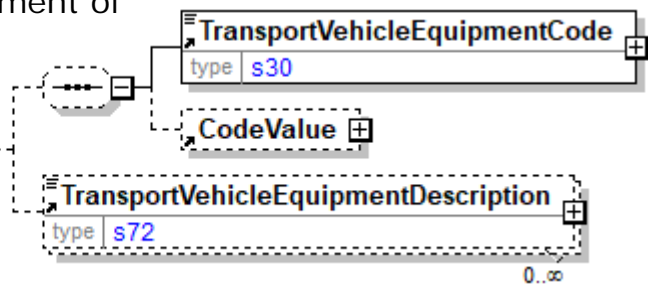 ment of
TransportVehicleEquipmentCode
type s30
CodeValue
TransportVehicleEquipmentDescription
type s72
0..∞